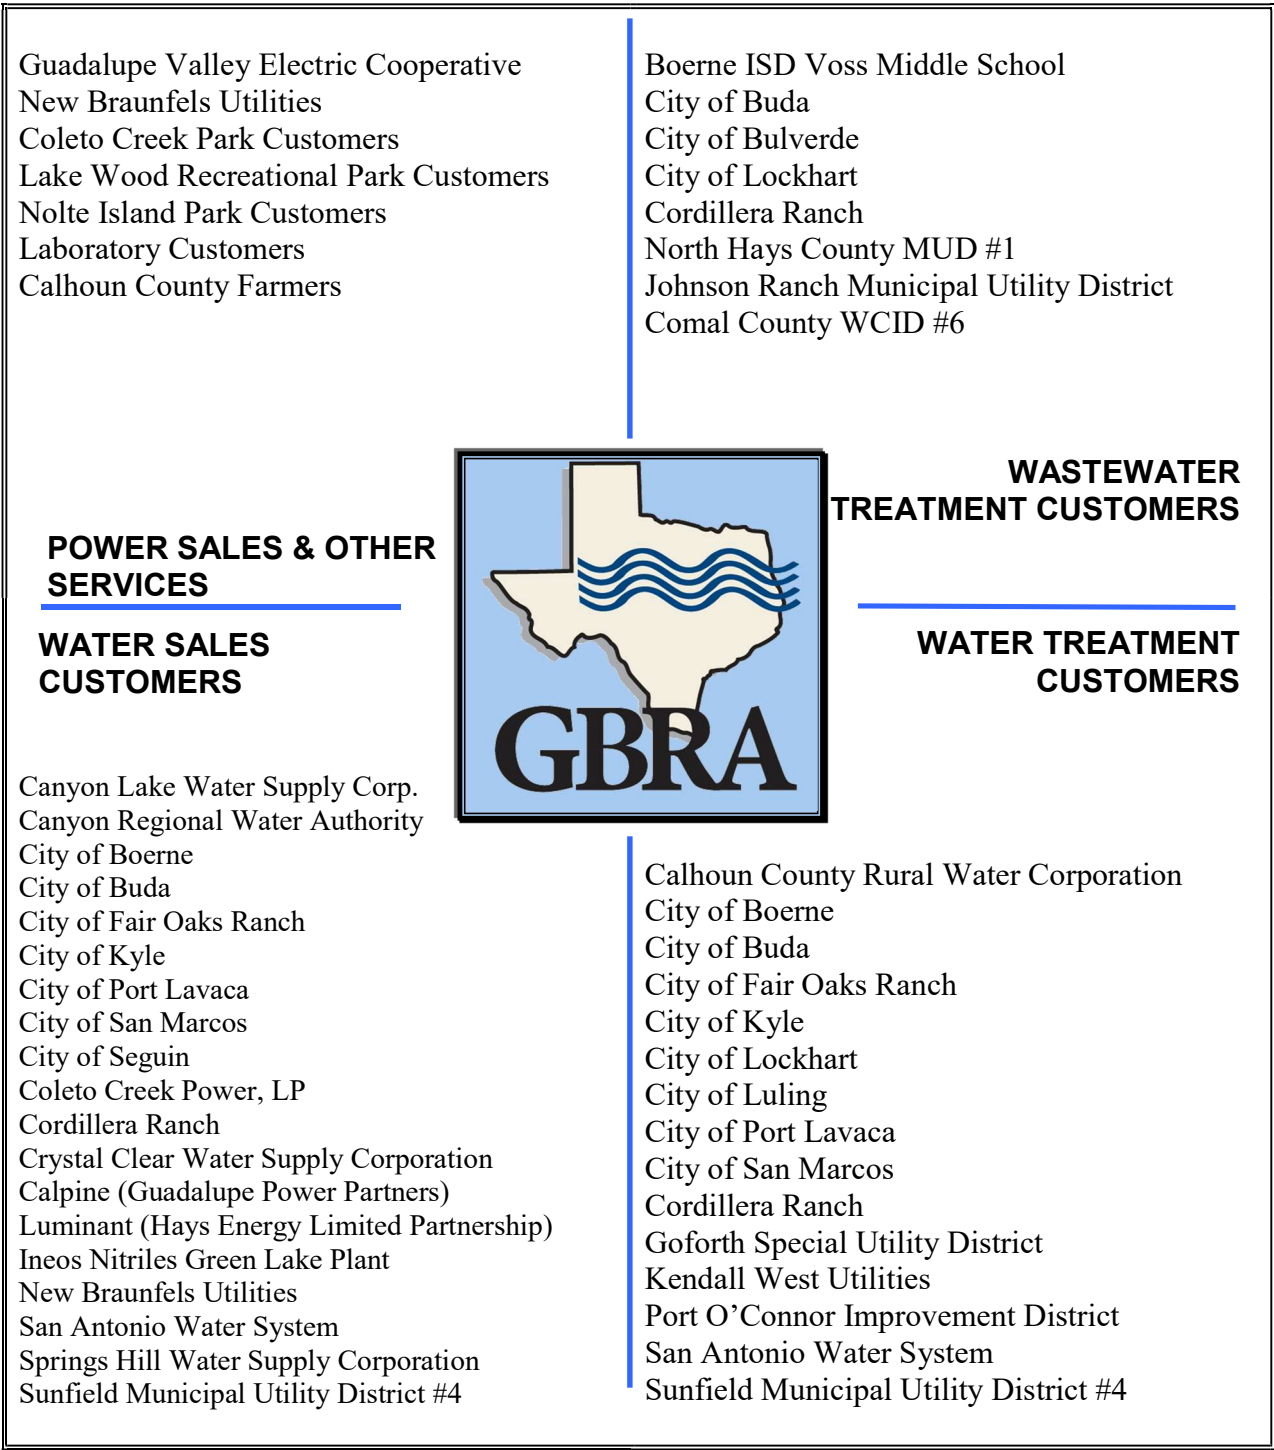 Guadalupe Valley Electric Cooperative
New Braunfels Utilities
Coleto Creek Park Customers
Lake Wood Recreational Park Customers
Nolte Island Park Customers
Laboratory Customers
Calhoun County Farmers
POWER SALES & OTHER
SERVICES
Boerne ISD Voss Middle School
City of Buda
City of Bulverde
City of Lockhart
Cordillera Ranch
North Hays County MUD #1
Johnson Ranch Municipal Utility District
Comal County WCID #6
WASTEWATER
TREATMENT CUSTOMERS
GBRA
WATER SALES
CUSTOMERS
Canyon Lake Water Supply Corp.
Canyon Regional Water Authority
City of Boerne
City of Buda
City of Fair Oaks Ranch
City of Kyle
City of Port Lavaca
City of San Marcos
City of Seguin
Coleto Creek Power, LP
Cordillera Ranch
Crystal Clear Water Supply Corporation
Calpine (Guadalupe Power Partners)
Luminant (Hays Energy Limited Partnership)
Ineos Nitriles Green Lake Plant
New Braunfels Utilities
San Antonio Water System
Springs Hill Water Supply Corporation
Sunfield Municipal Utility District #4
WATER TREATMENT
CUSTOMERS
Calhoun County Rural Water Corporation
City of Boerne
City of Buda
City of Fair Oaks Ranch
City of Kyle
City of Lockhart
City of Luling
City of Port Lavaca
City of San Marcos
Cordillera Ranch
Goforth Special Utility District
Kendall West Utilities
Port O’Connor Improvement District
San Antonio Water System
Sunfield Municipal Utility District #4